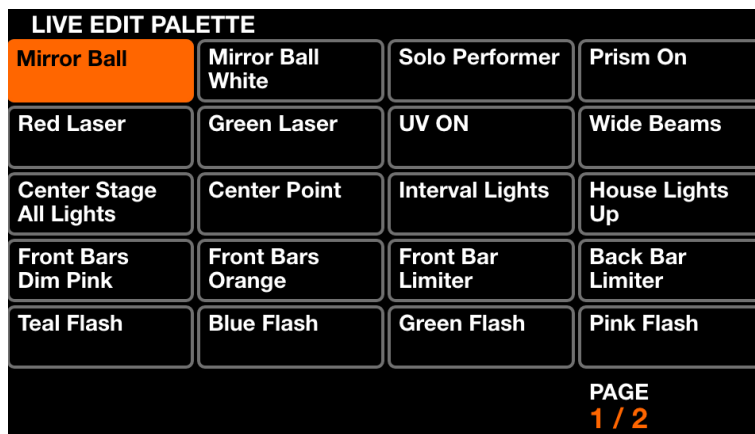 LIVE EDIT PALETTE
Mirror Ball
Mirror Ball
White
Solo Performer
Prism On
Red Laser
Green Laser
UV ON
Wide Beams
Center Stage
All Lights
Center Point
Interval Lights
House Lights
Up
Front Bars
Dim Pink
Front Bars
Orange
Front Bar
Limiter
Back Bar
Limiter
Teal Flash
Blue Flash
Green Flash
Pink Flash
PAGE
1 / 2